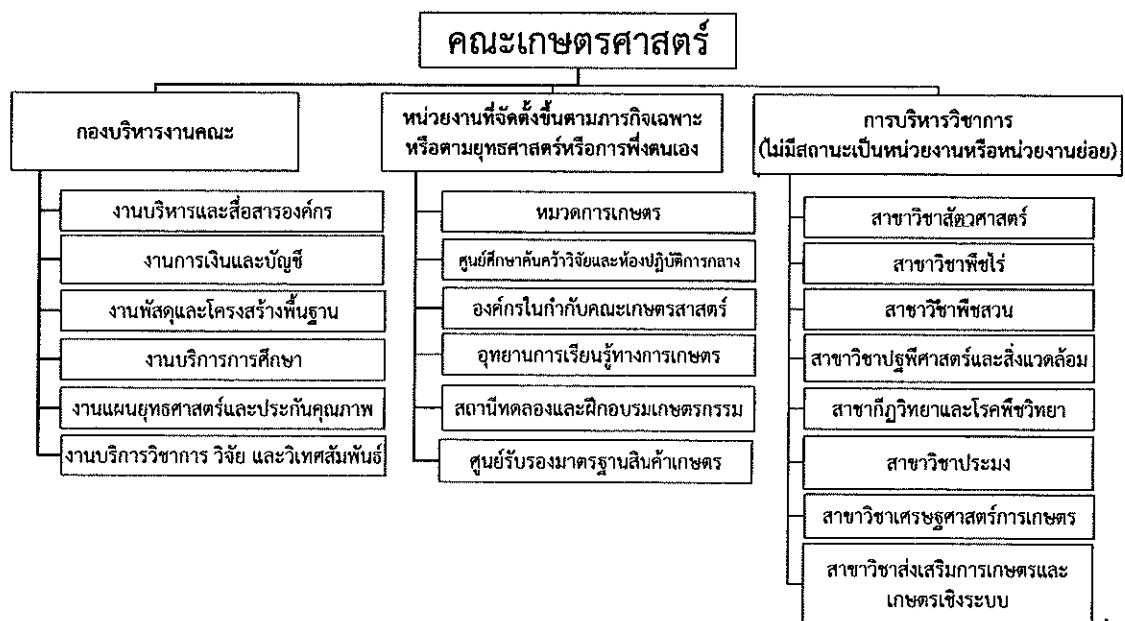 คณะเกษตรศาสตร์
กองบริหารงานคณะ
งานบริหารและสื่อสารองค์กร
งานการเงินและบัญชี
งานพัสดุและโครงสร้างพื้นฐาน
งานบริการการศึกษา
งานแผนยุทธศาสตร์และประกันคุณภาพ
งานบริการวิชาการ วิจัย และวิเทศสัมพันธ์
หน่วยงานที่จัดตั้งขึ้นตามภารกิจเฉพาะ
หรือตามยุทธศาสตร์หรือการพึ่งตนเอง
หมวดการเกษตร
ศูนย์ศึกษาค้นคว้าวิจัยและห้องปฏิบัติการกลาง
องค์กรในกำกับคณะเกษตรสาสตร์
อุทยานการเรียนรู้ทางการเกษตร
สถานีทดลองและฝึกอบรมเกษตรกรรม
ศูนย์รับรองมาตรฐานสินค้าเกษตร
การบริหารวิชาการ
(ไม่มีสถานะเป็นหน่วยงานหรือหน่วยงานย่อย)
สาขาวิชาสัตวศาสตร์
สาขาวิชาพืชไร่
สาขาวิชาพืชสวน
สาขาวิชาปฐพีศาสตร์และสิ่งแวดล้อม
สาชากีฏวิทยาและโรคพืชวิทยา
สาขาวิชาประมง
สาขาวิชาเศรษฐศาสตร์การเกษตร
สาขาวิชาส่งเสริมการเกษตรและ
เกษตรเชิงระบบ